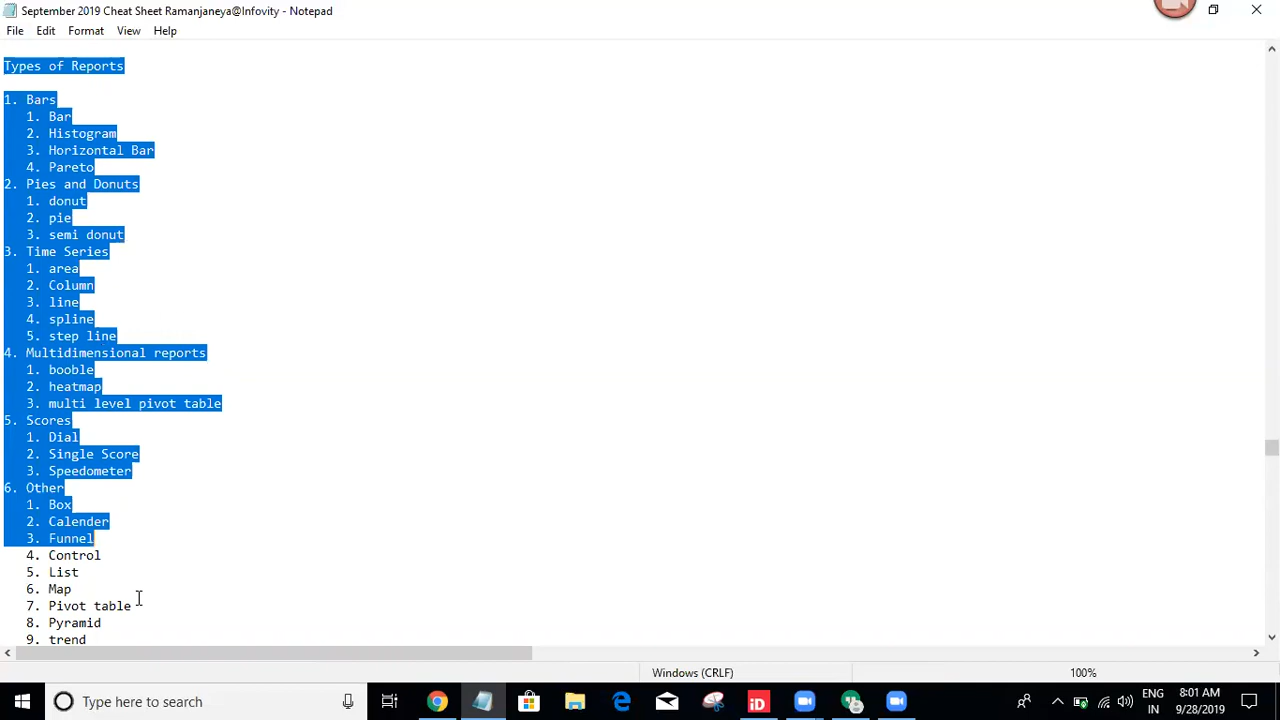 September 2019 Cheat Sheet Ramanjaneya@Infovity - Notepad
File Edit Format View Help
Types of Reports
1. Bars
1. Bar
2. Histogram
3. Horizontal Bar
4. Pareto
2. Pies and Donuts
1. donut
2. pie
3. semi donut
3. Time Series
1. area
2. Column
3. line
4. spline
5. step line
4. Multidimensional reports
1. booble
2. heatmap
3. multi level pivot table
5. Scores
1. Dial
2. Single Score
3. Speedometer
6. Other
1. Box
2. Calender
3. Funnel
4. Control
5. List
6. Map
7. Pivot table
8. Pyramid
9. trend
Windows (CRLF) 100%
Type here to search
iD
ENG
IN
8:01 AM
9/28/2019